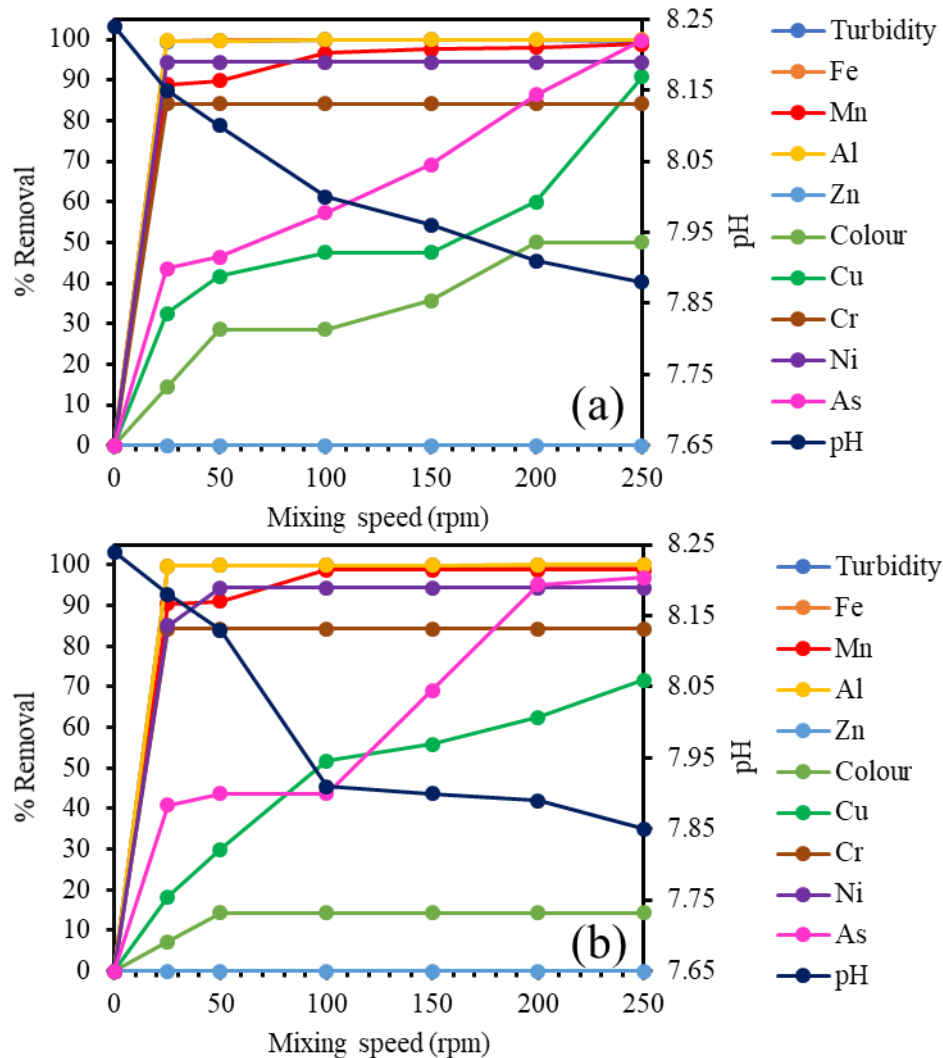 100
90
80
70
60
50
40
30
20
10
0
% Removal
0 50 100 150 200 250
Mixing speed (rpm)
(a)
8.25
8.15
8.05
7.95
7.85
7.75
7.65
pH
Turbidity
Fe
Mn
Al
Zn
Colour
Cu
Cr
Ni
As
pH
100
90
80
70
60
50
40
30
20
10
0
% Removal
0 50 100 150 200 250
Mixing speed (rpm)
(b)
8.25
8.15
8.05
7.95
7.85
7.75
7.65
pH
Turbidity
Fe
Mn
Al
Zn
Colour
Cu
Cr
Ni
As
pH